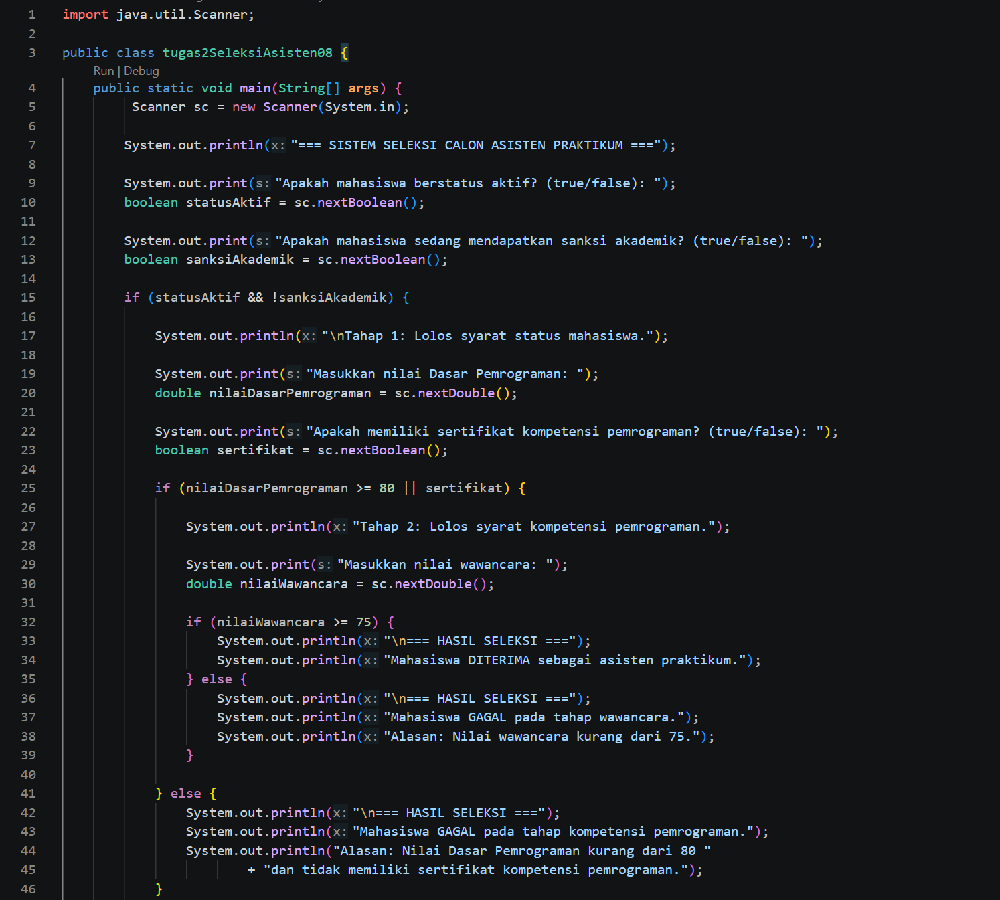 1 import java.util.Scanner;
2
3 public class tugas2SeleksiAsisten08 {
Run | Debug
4 public static void main(String[] args) {
5 Scanner sc = new Scanner(System.in);
6
7 System.out.println(x: "=== SISTEM SELEKSI CALON ASISTEN PRAKTIKUM ===");
8
9 System.out.print(s: "Apakah mahasiswa berstatus aktif? (true/false): ");
10 boolean statusAktif = sc.nextBoolean();
11
12 System.out.print(s: "Apakah mahasiswa sedang mendapatkan sanksi akademik? (true/false): ");
13 boolean sanksiAkademik = sc.nextBoolean();
14
15 if (statusAktif && !sanksiAkademik) {
16
17 System.out.println(x: "\nTahap 1: Lolos syarat status mahasiswa.");
18
19 System.out.print(s: "Masukkan nilai Dasar Pemrograman: ");
20 double nilaiDasarPemrograman = sc.nextDouble();
21
22 System.out.print(s: "Apakah memiliki sertifikat kompetensi pemrograman? (true/false): ");
23 boolean sertifikat = sc.nextBoolean();
24
25 if (nilaiDasarPemrograman >= 80 || sertifikat) {
26
27 System.out.println(x: "Tahap 2: Lolos syarat kompetensi pemrograman.");
28
29 System.out.print(s: "Masukkan nilai wawancara: ");
30 double nilaiWawancara = sc.nextDouble();
31
32 if (nilaiWawancara >= 75) {
33 System.out.println(x: "\n=== HASIL SELEKSI ===");
34 System.out.println(x: "Mahasiswa DITERIMA sebagai asisten praktikum.");
35 } else {
36 System.out.println(x: "\n=== HASIL SELEKSI ===");
37 System.out.println(x: "Mahasiswa GAGAL pada tahap wawancara.");
38 System.out.println(x: "Alasan: Nilai wawancara kurang dari 75.");
39 }
40
41 } else {
42 System.out.println(x: "\n=== HASIL SELEKSI ===");
43 System.out.println(x: "Mahasiswa GAGAL pada tahap kompetensi pemrograman.");
44 System.out.println("Alasan: Nilai Dasar Pemrograman kurang dari 80 "
45 + "dan tidak memiliki sertifikat kompetensi pemrograman.");
46 }